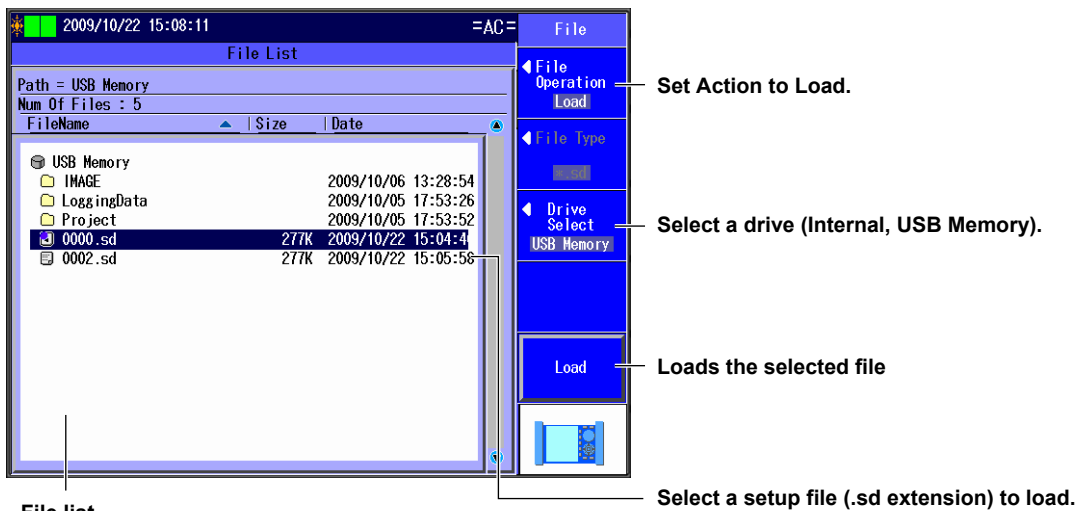 2009/10/22 15:08:11 =AC=
File List
Path = USB Memory
Num Of Files : 5
FileName Size Date
USB Memory
IMAGE 2009/10/06 13:28:54
LoggingData 2009/10/05 17:53:26
Project 2009/10/05 17:53:52
0000.sd 277K 2009/10/22 15:04:4
0002.sd 277K 2009/10/22 15:05:58
File
File
Operation
Load
File Type
*.sd
Drive
Select
USB Memory
Load
Set Action to Load.
Select a drive (Internal, USB Memory).
Loads the selected file
Select a setup file (.sd extension) to load.
File list